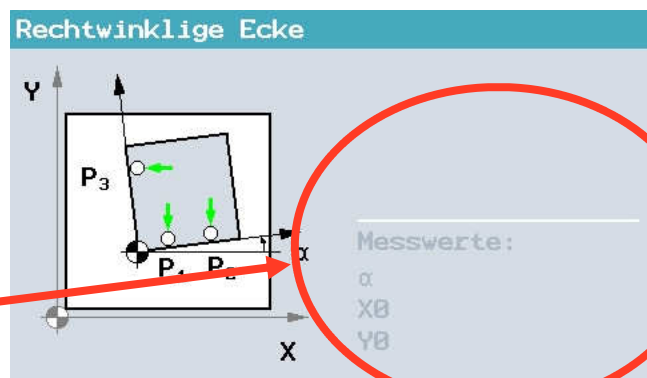 Rechtwinklige Ecke
Y
P3
P1 P2
α
X
Messwerte:
α
X0
Y0